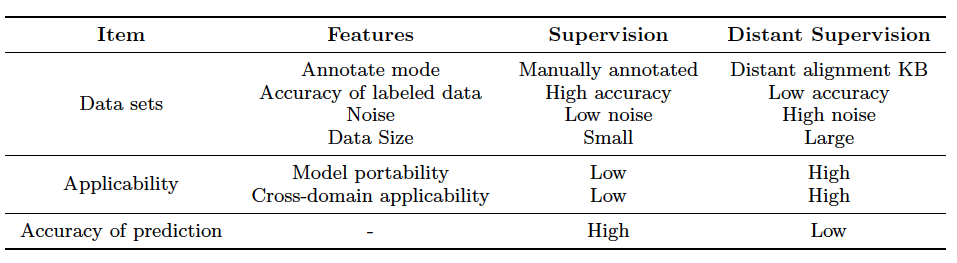 Item Features Supervision Distant Supervision
Annotate mode Manually annotated Distant alignment KB
Accuracy of labeled data High accuracy Low accuracy
Data sets
Noise Low noise High noise
Data Size Small Large
Model portability Low High
Applicability
Cross-domain applicability Low High
Accuracy of prediction - High Low